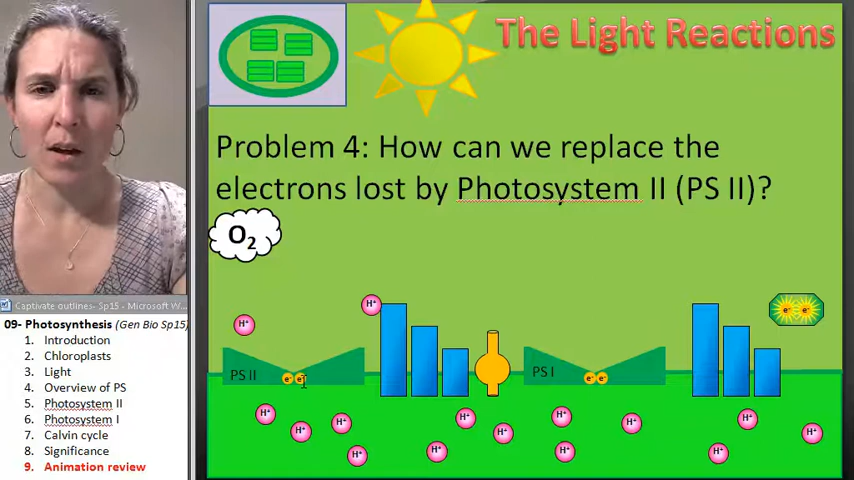 The Light Reactions
Problem 4: How can we replace the
electrons lost by Photosystem II (PS II)?
O2
H+
H+
e- e-
PS II
e- e-
PS I
e- e-
H+
H+
H+
H+
H+
H+
H+
H+
H+
H+
H+
H+
H+
Captivate outlines- Sp15 - Microsoft W...
09- Photosynthesis (Gen Bio Sp15)
1. Introduction
2. Chloroplasts
3. Light
4. Overview of PS
5. Photosystem II
6. Photosystem I
7. Calvin cycle
8. Significance
9. Animation review